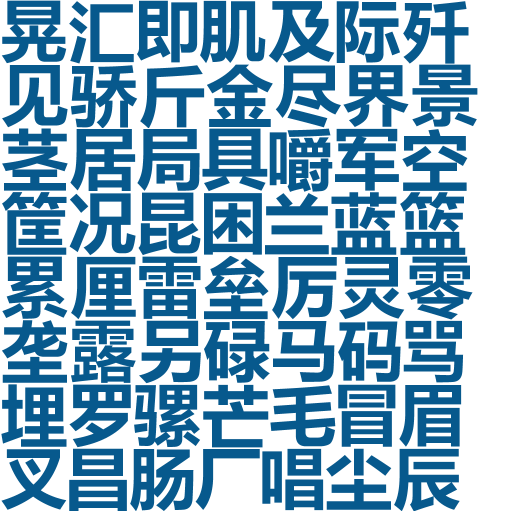 晃汇即肌及际歼
见骄斤金尽界景
茎居局具嚼军空
筐况昆困兰蓝篮
累厘雷垒厉灵零
垄露另碌马码骂
埋罗骡芒毛冒眉
叉昌肠厂唱尘辰